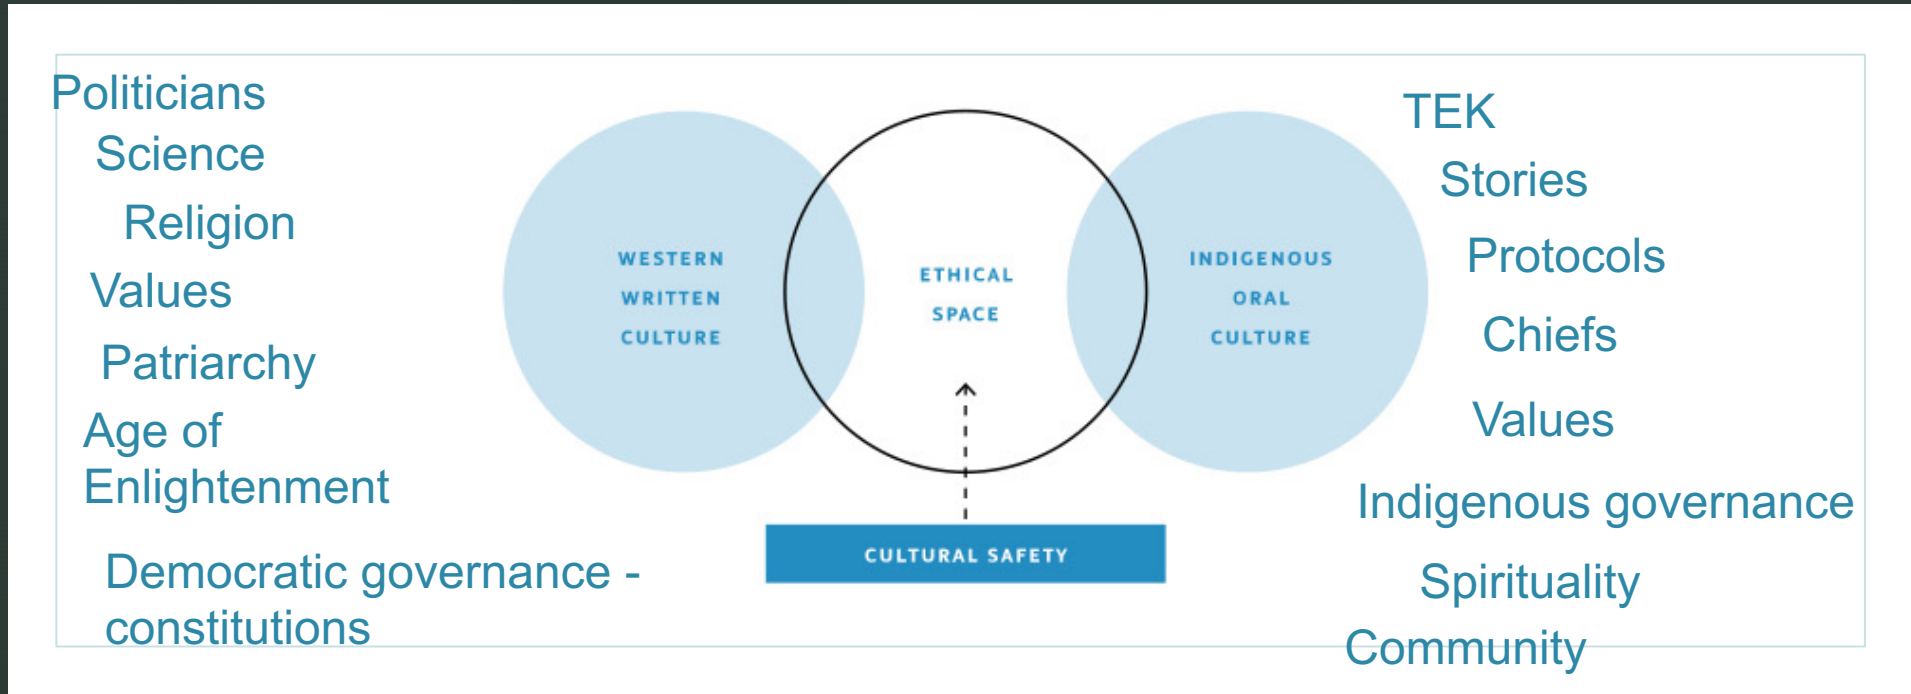 Politicians
Science
Religion
Values
Patriarchy
Age of
Enlightenment
Democratic governance -
constitutions
WESTERN
WRITTEN
CULTURE
ETHICAL
SPACE
INDIGENOUS
ORAL
CULTURE
CULTURAL SAFETY
TEK
Stories
Protocols
Chiefs
Values
Indigenous governance
Spirituality
Community